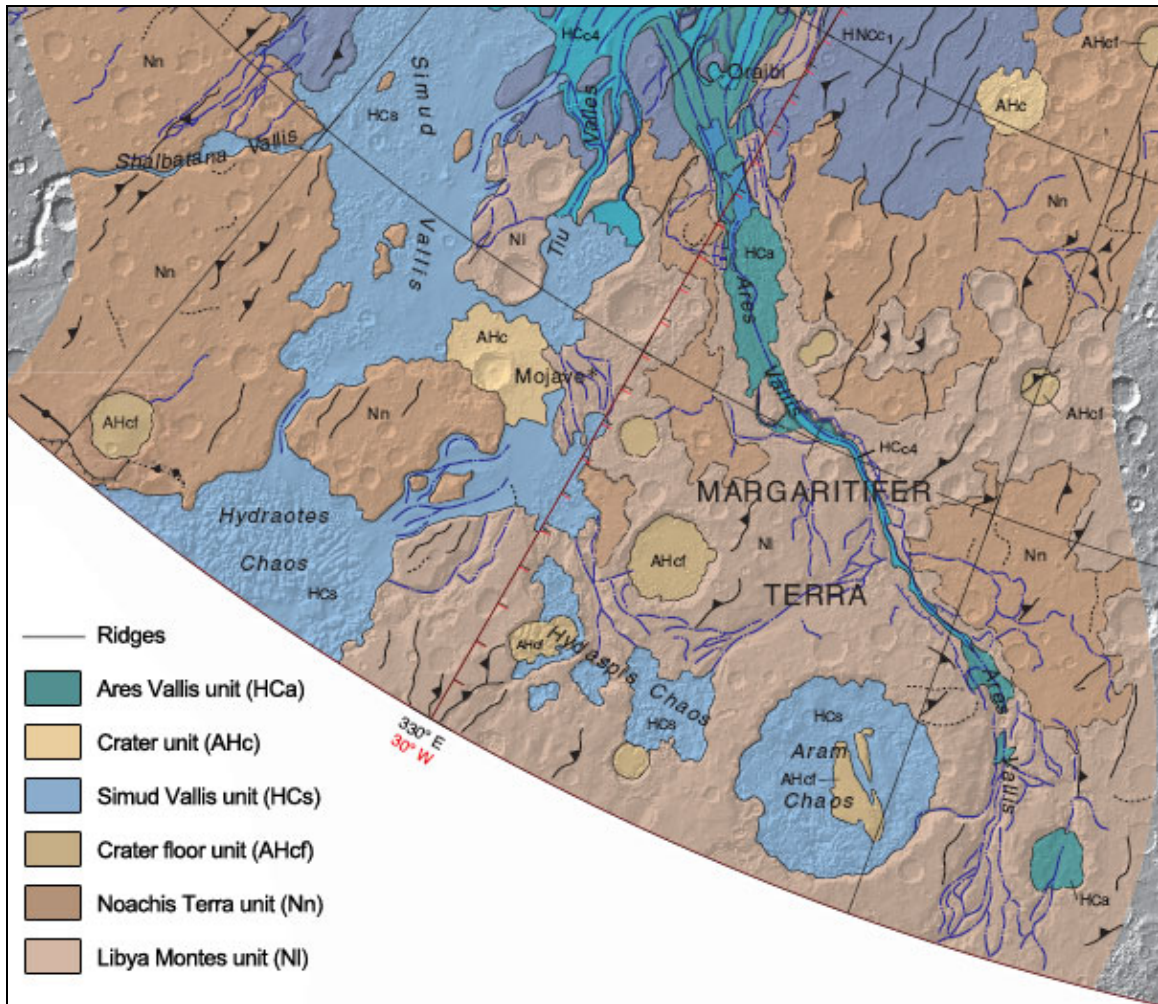 Nn
HCc4
HNCc1
AHcf
Oraibi
AHc
Simud
HCs
Valles
Shalbatana Vallis
Nn
Vallis
Nl
Tiu
HCa
Nn
Ares
AHc
Mojave*
Nn
Vallis
AHcf
AHcf
HCc4
MARGARITIFER
Hydraotes
Chaos
HCs
AHcf
Nl
Nn
TERRA
AHcf
Hydaspis Chaos
HCs
330° E
30° W
HCs
Aram
AHcf
Chaos
Ares
Vallis
HCa
Ridges
Ares Vallis unit (HCa)
Crater unit (AHc)
Simud Vallis unit (HCs)
Crater floor unit (AHcf)
Noachis Terra unit (Nn)
Libya Montes unit (Nl)